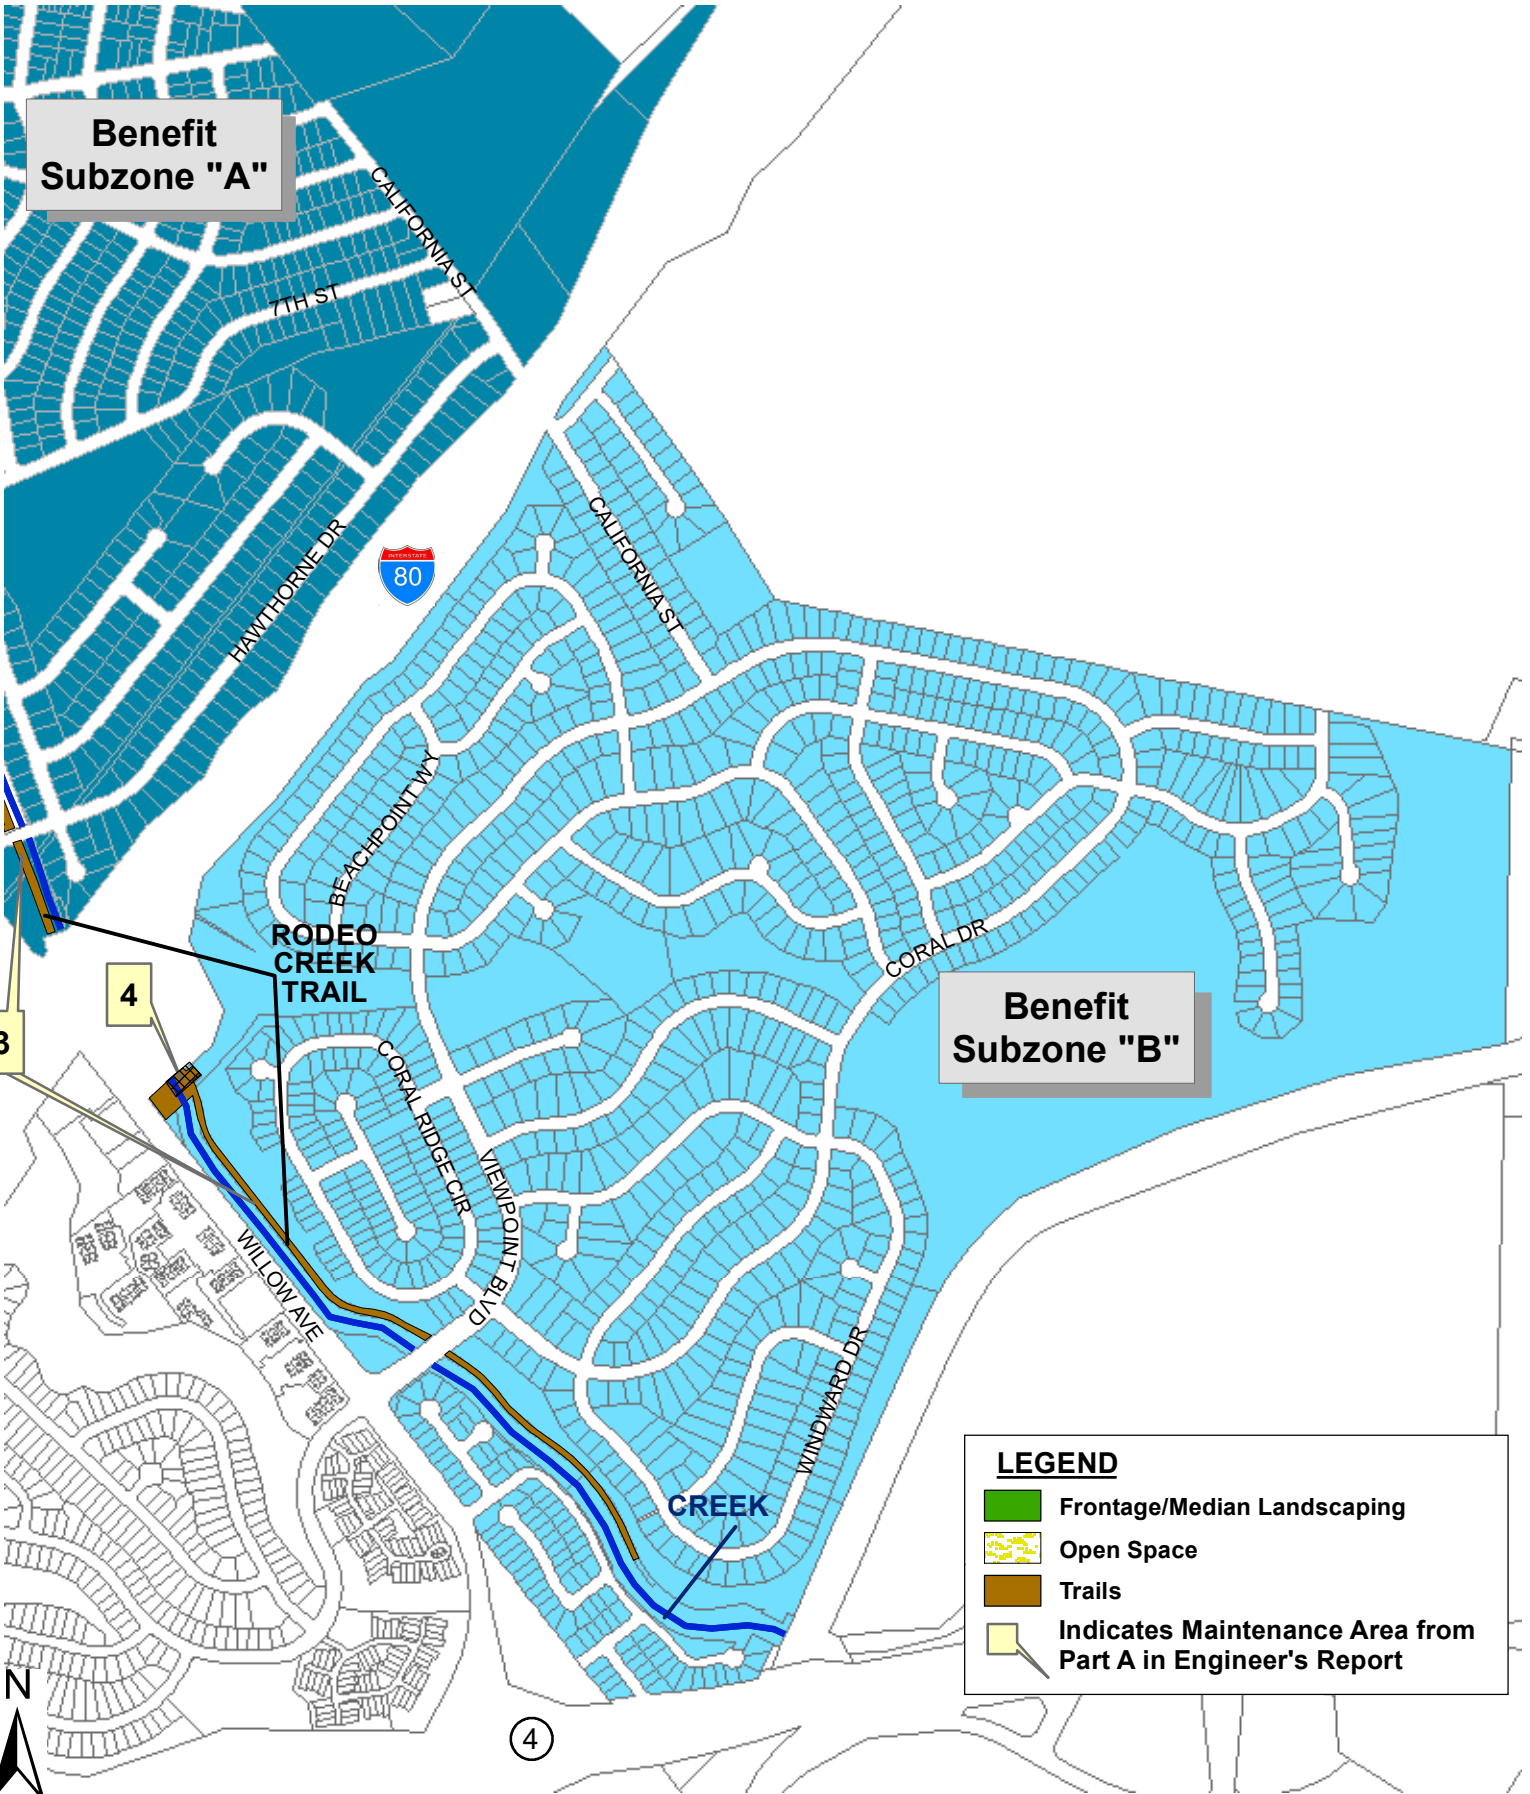 Benefit
Subzone "A"
CALIFORNIA ST
7TH ST
HAWTHORNE DR
INTERSTATE
80
CALIFORNIA ST
BEACHPOINT WY
RODEO
CREEK
TRAIL
4
3
CORAL DR
Benefit
Subzone "B"
CORAL RIDGE CIR
VIEWPOINT BLVD
WILLOW AVE
WINDWARD DR
CREEK
LEGEND
Frontage/Median Landscaping
Open Space
Trails
Indicates Maintenance Area from
Part A in Engineer's Report
N
4